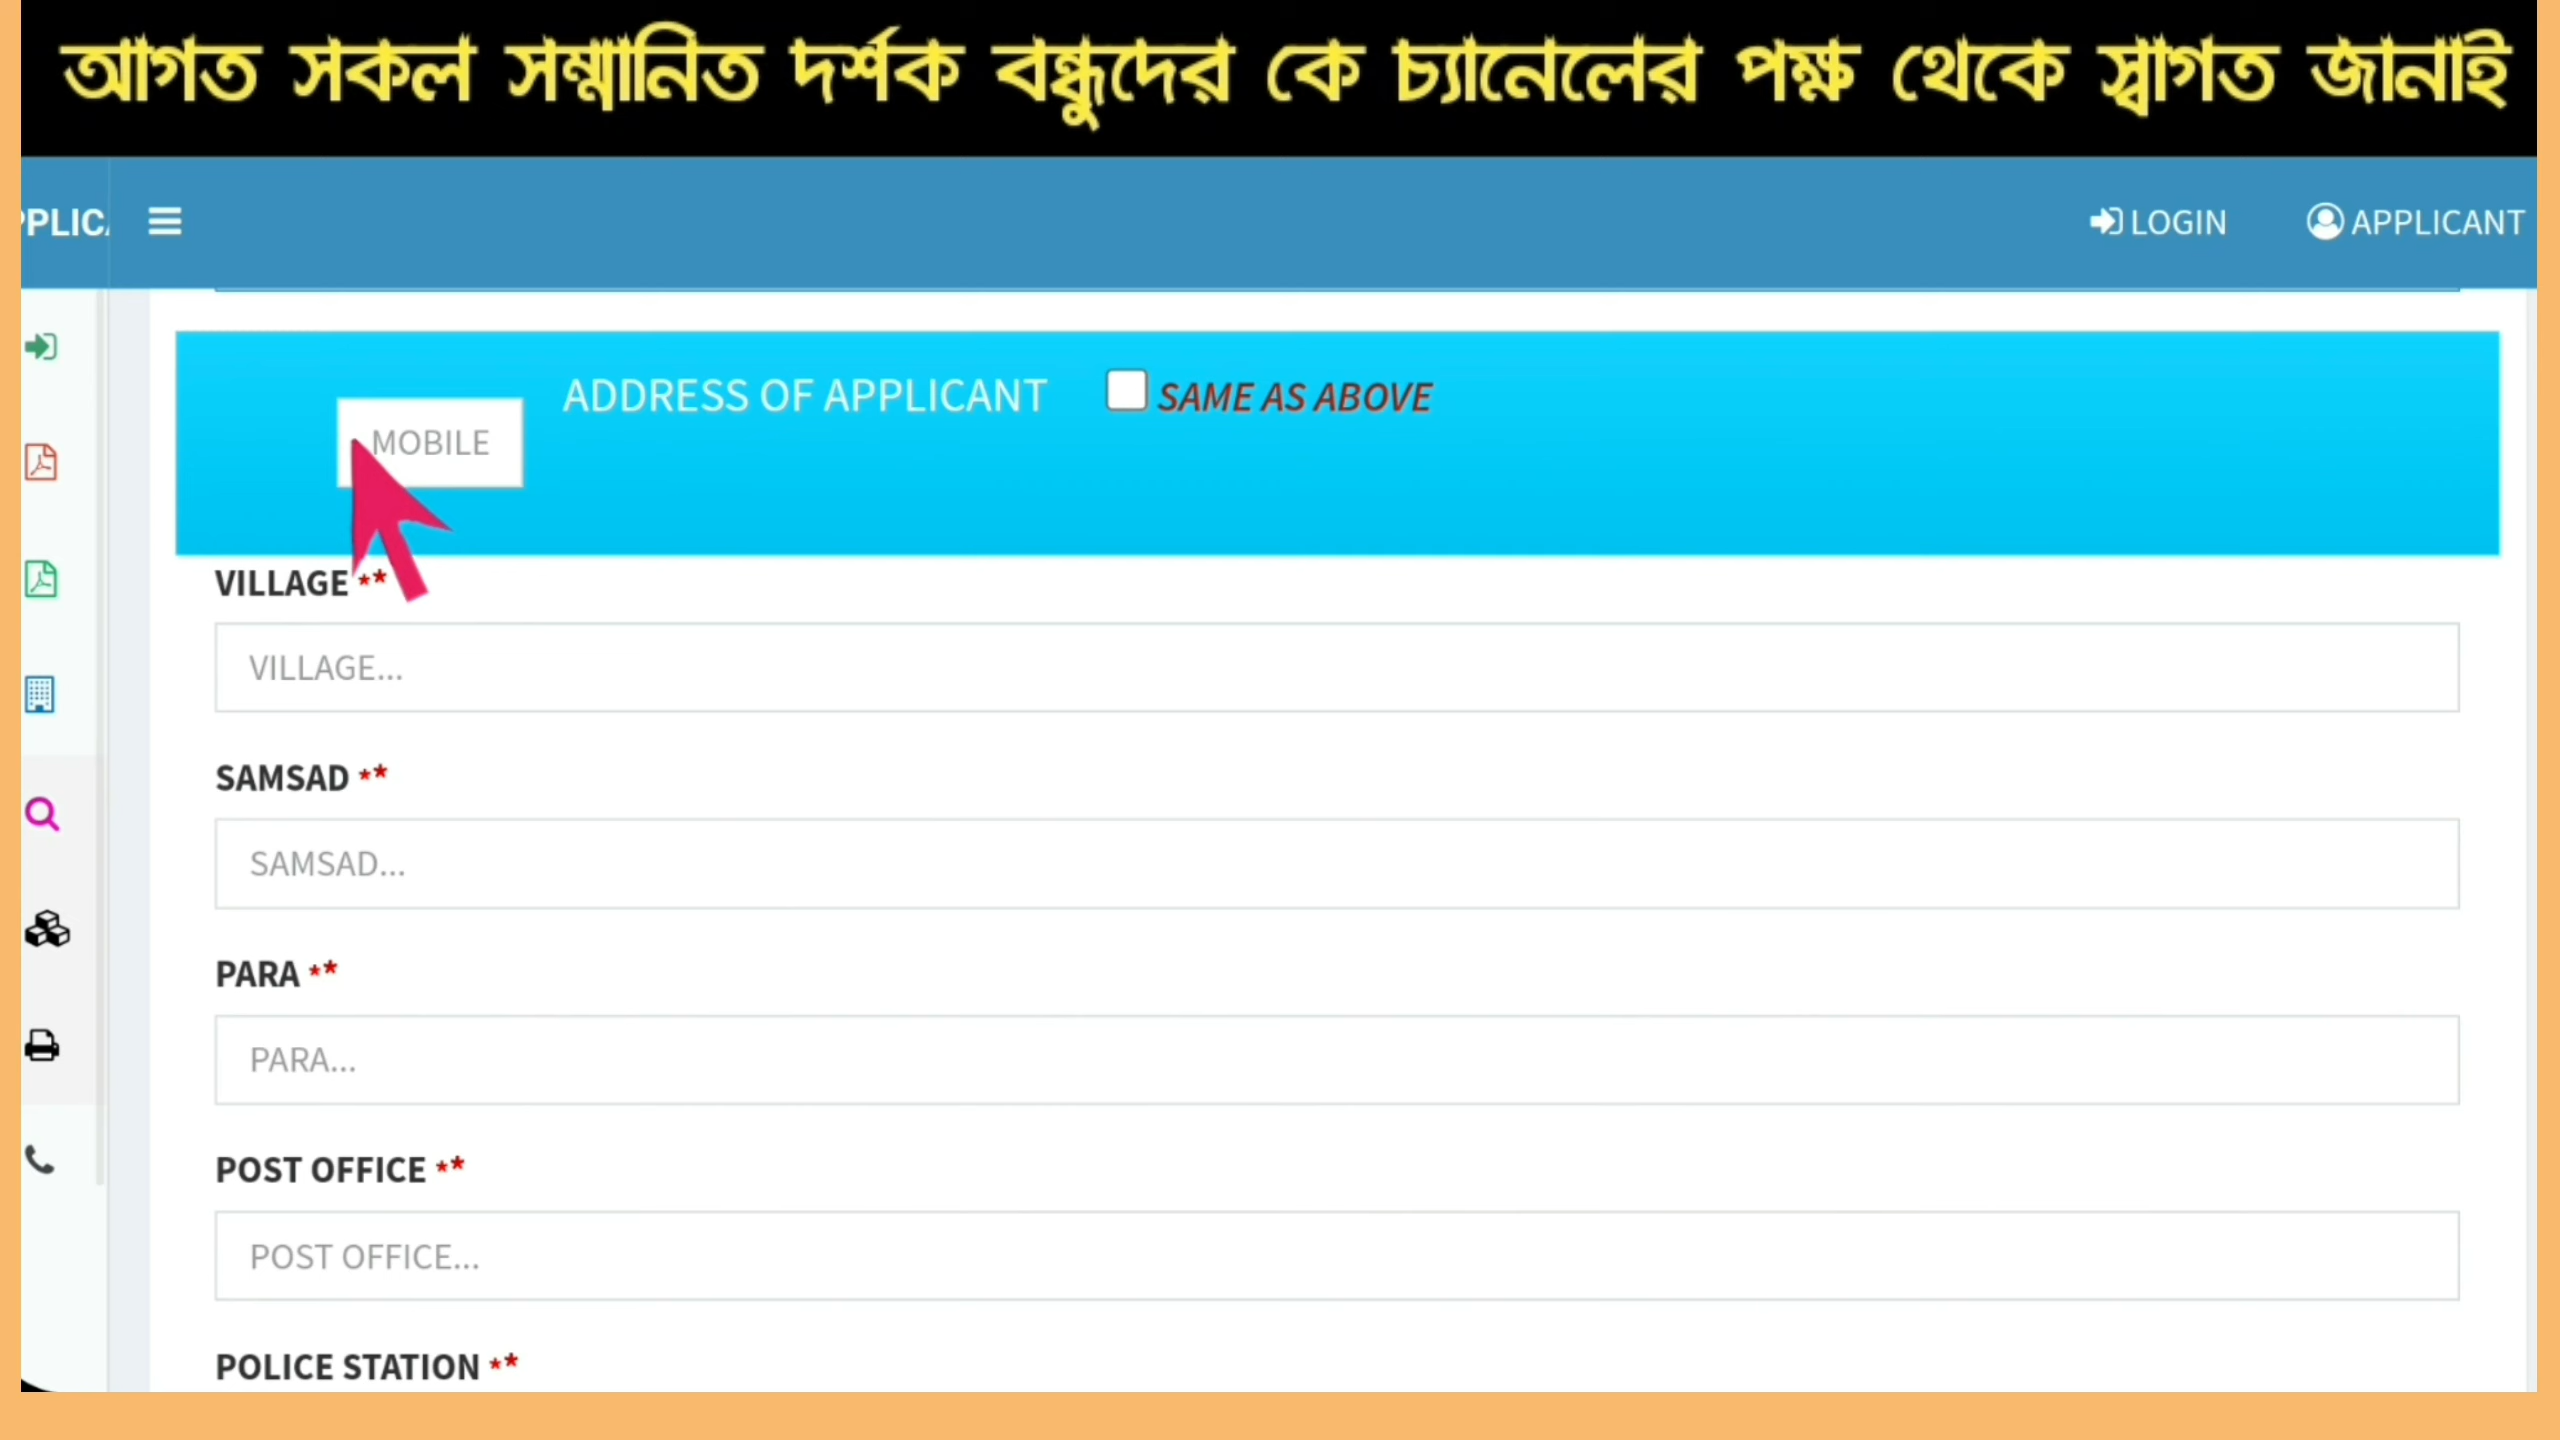 আগত সকল সম্মানিত দর্শক বন্ধুদের কে চ্যানেলের পক্ষ থেকে স্বাগত জানাই
PPLICA
LOGIN
APPLICANT
ADDRESS OF APPLICANT
SAME AS ABOVE
MOBILE
VILLAGE **
VILLAGE...
SAMSAD **
SAMSAD...
PARA **
PARA...
POST OFFICE **
POST OFFICE...
POLICE STATION **